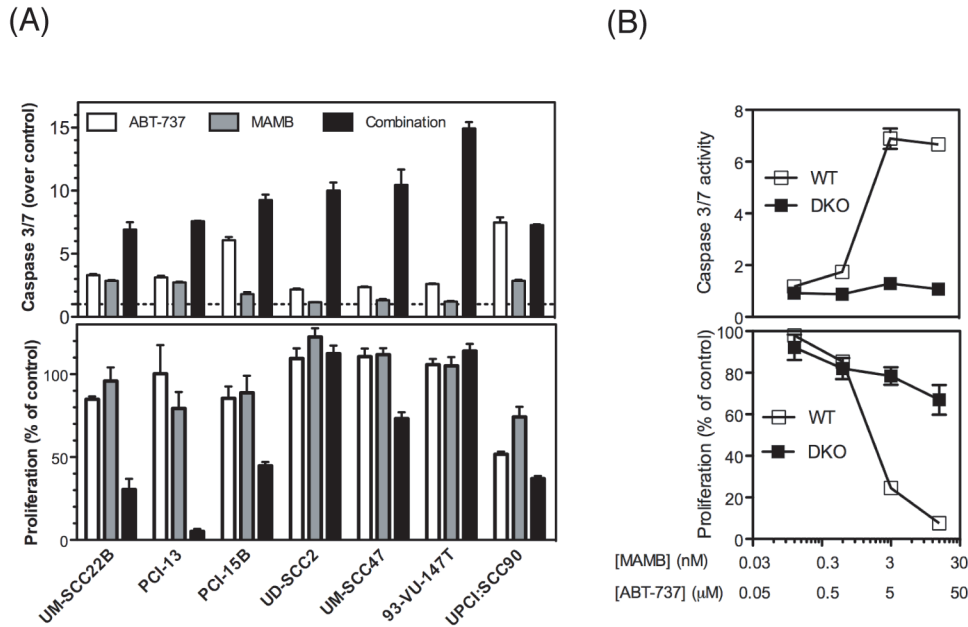 (A)
(B)
Caspase 3/7 (over control)
15
10
5
0
ABT-737
MAMB
Combination
Proliferation (% of control)
100
50
0
UM-SCC22B
PCI-13
PCI-15B
UD-SCC2
UM-SCC47
93-VU-147T
UPCI:SCC90
Caspase 3/7 activity
8
6
4
2
0
WT
DKO
Proliferation (% of control)
100
80
60
40
20
0
WT
DKO
[MAMB] (nM) 0.03 0.3 3 30
[ABT-737] (μM) 0.05 0.5 5 50